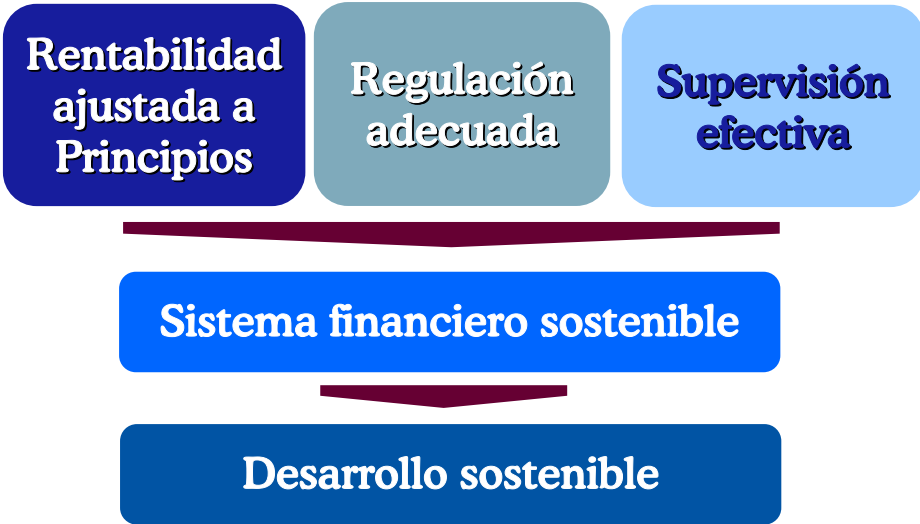 Rentabilidad
ajustada a
Principios
Regulación
adecuada
Supervisión
efectiva
Sistema financiero sostenible
Desarrollo sostenible